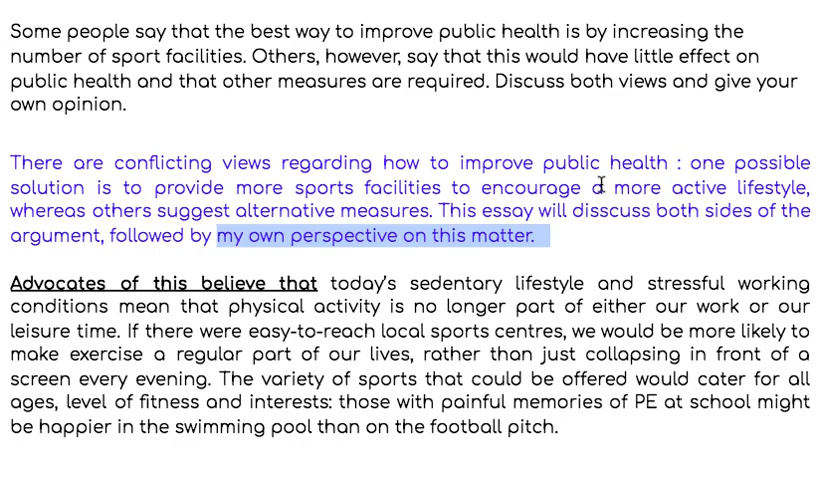 Some people say that the best way to improve public health is by increasing the
number of sport facilities. Others, however, say that this would have little effect on
public health and that other measures are required. Discuss both views and give your
own opinion.
There are conflicting views regarding how to improve public health : one possible
solution is to provide more sports facilities to encourage a more active lifestyle,
whereas others suggest alternative measures. This essay will disscuss both sides of the
argument, followed by my own perspective on this matter.
Advocates of this believe that today's sedentary lifestyle and stressful working
conditions mean that physical activity is no longer part of either our work or our
leisure time. If there were easy-to-reach local sports centres, we would be more likely to
make exercise a regular part of our lives, rather than just collapsing in front of a
screen every evening. The variety of sports that could be offered would cater for all
ages, level of fitness and interests: those with painful memories of PE at school might
be happier in the swimming pool than on the football pitch.